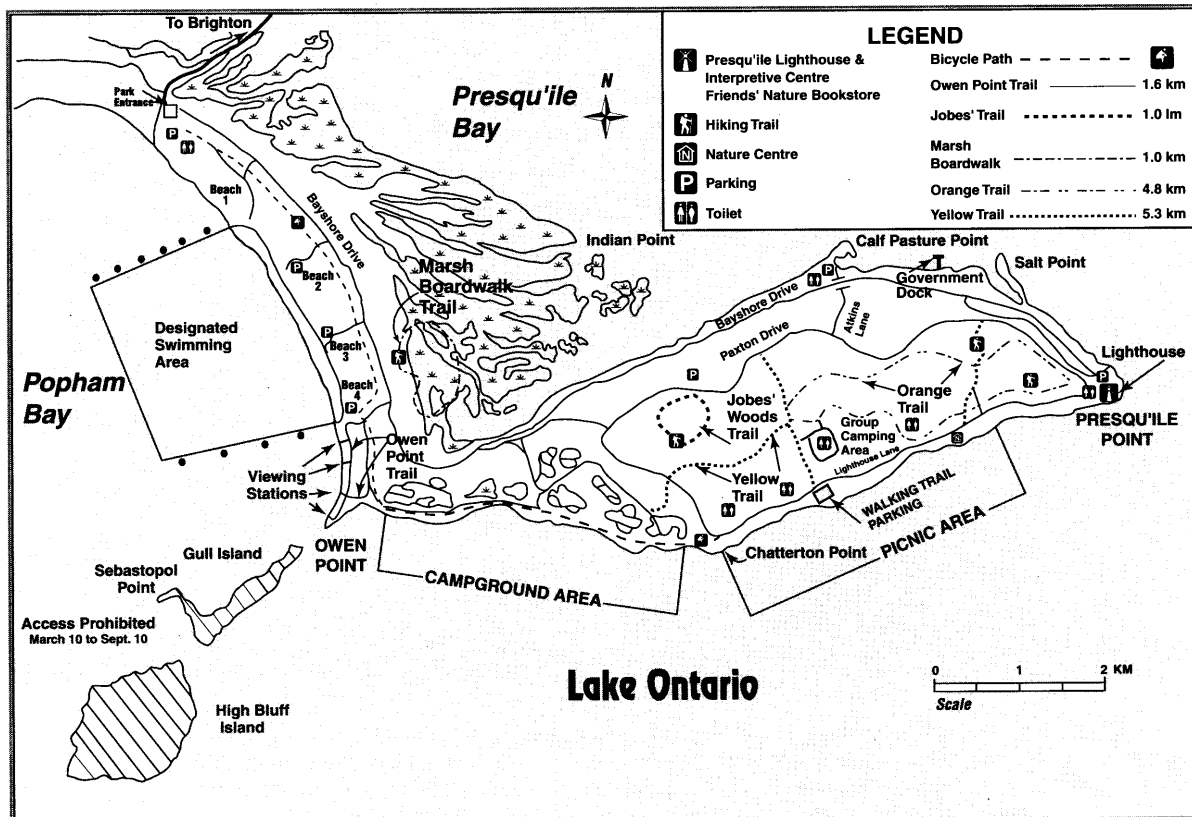 To Brighton
Park
Entrance
Presqu'ile
Bay
N
LEGEND
Presqu'ile Lighthouse &
Interpretive Centre
Friends' Nature Bookstore
Hiking Trail
N
Nature Centre
P
Parking
Toilet
Bicycle Path
Owen Point Trail 1.6 km
Jobes' Trail 1.0 lm
Marsh
Boardwalk 1.0 km
Orange Trail 4.8 km
Yellow Trail 5.3 km
P
Beach
1
Bayshore Drive
P
Beach
2
P
Beach
3
Beach
4
P
Marsh
Boardwalk
Trail
Indian Point
Designated
Swimming
Area
Popham
Bay
Calf Pasture Point
P
Government
Dock
Salt Point
Bayshore Drive
Paxton Drive
Atkins
Lane
P
Lighthouse
P
PRESQU'ILE
POINT
Orange
Trail
Jobes'
Woods
Trail
Group
Camping
Area
N
Lighthouse Lane
Yellow
Trail
WALKING TRAIL
PARKING
PICNIC AREA
Owen
Point
Trail
Viewing
Stations
OWEN
POINT
CAMPGROUND AREA
Chatterton Point
Gull Island
Sebastopol
Point
Access Prohibited
March 10 to Sept. 10
High Bluff
Island
Lake Ontario
0 1 2 KM
Scale